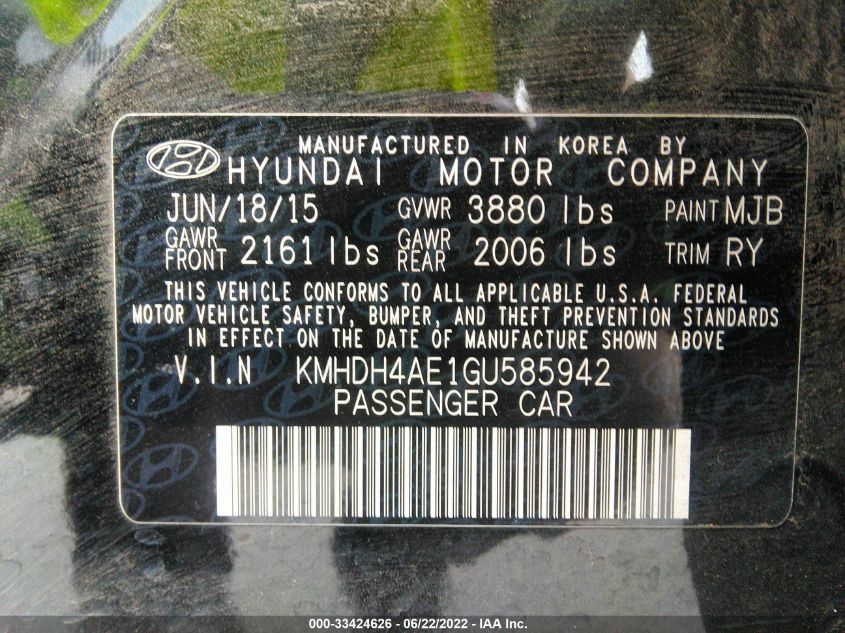 MANUFACTURED IN KOREA BY
HYUNDAI MOTOR COMPANY
JUN/18/15 GVWR 3880 lbs PAINT MJB
GAWR FRONT 2161 lbs GAWR REAR 2006 lbs TRIM RY
THIS VEHICLE CONFORMS TO ALL APPLICABLE U.S.A. FEDERAL
MOTOR VEHICLE SAFETY, BUMPER, AND THEFT PREVENTION STANDARDS
IN EFFECT ON THE DATE OF MANUFACTURE SHOWN ABOVE
V.I.N KMHDH4AE1GU585942
PASSENGER CAR
000-33424626 - 06/22/2022 - IAA Inc.